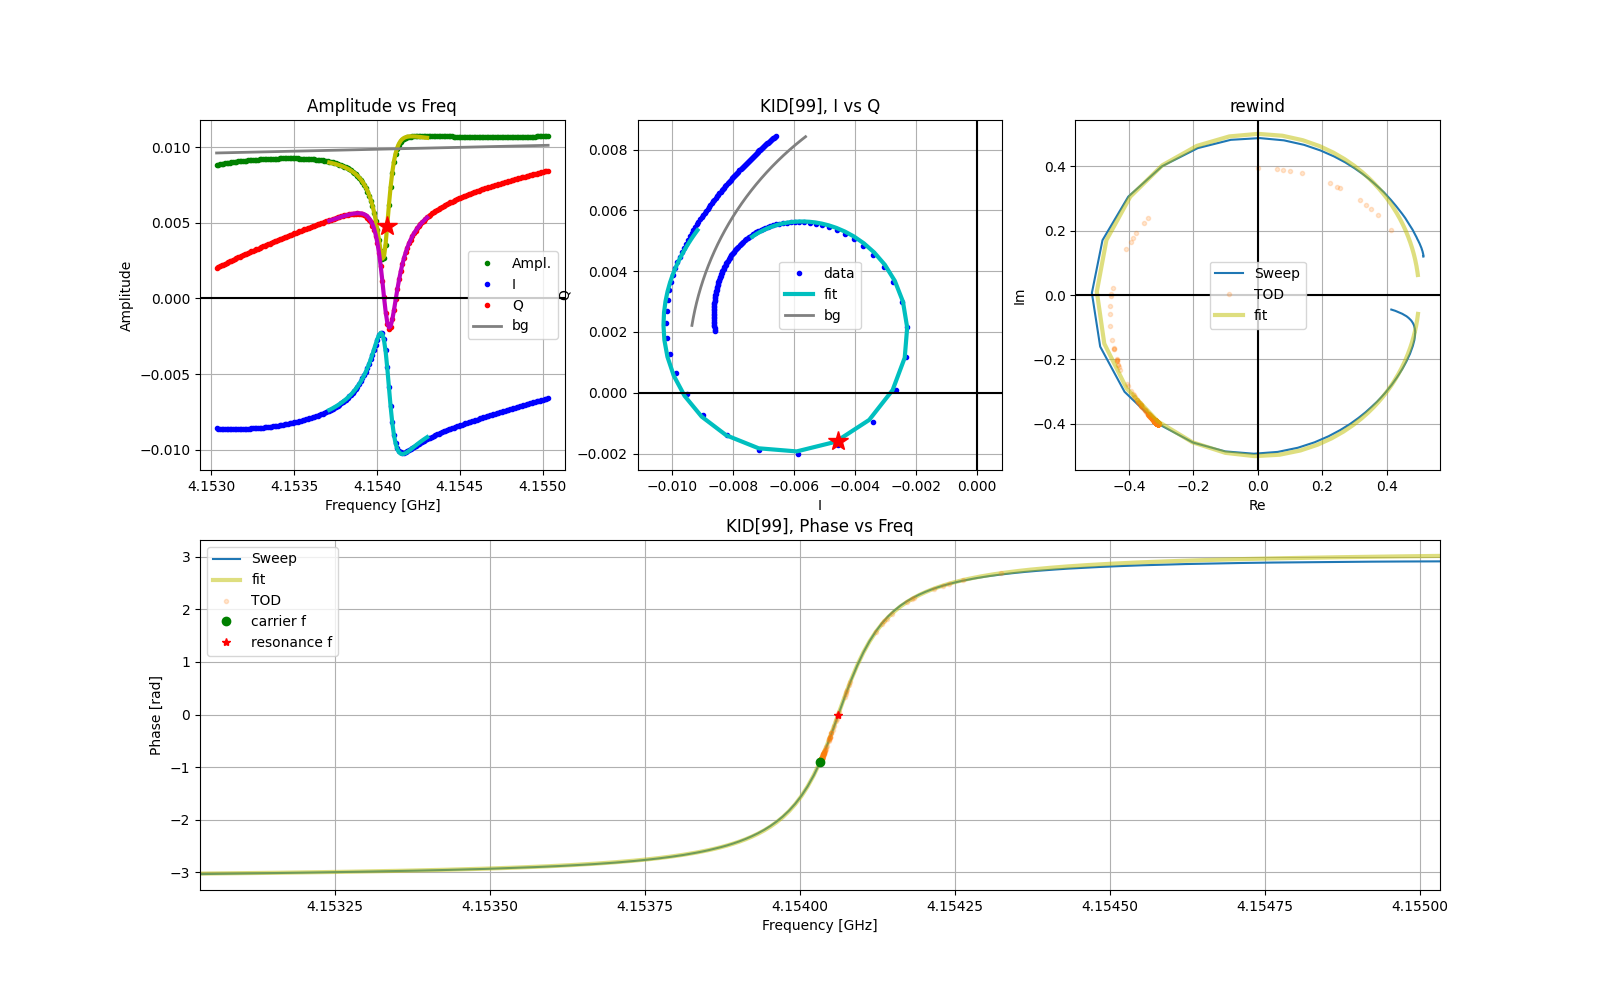 Amplitude vs Freq
KID[99], I vs Q
rewind
0.010
0.005
0.000
−0.005
−0.010
Amplitude
Ampl.
I
Q
bg
4.1530
4.1535
4.1540
4.1545
4.1550
Frequency [GHz]
0.008
0.006
0.004
0.002
0.000
−0.002
Q
data
fit
bg
−0.010
−0.008
−0.006
−0.004
−0.002
0.000
I
0.4
0.2
0.0
−0.2
−0.4
Im
Sweep
TOD
fit
−0.4
−0.2
0.0
0.2
0.4
Re
KID[99], Phase vs Freq
3
2
1
0
−1
−2
−3
Phase [rad]
Sweep
fit
TOD
carrier f
resonance f
4.15325
4.15350
4.15375
4.15400
4.15425
4.15450
4.15475
4.15500
Frequency [GHz]